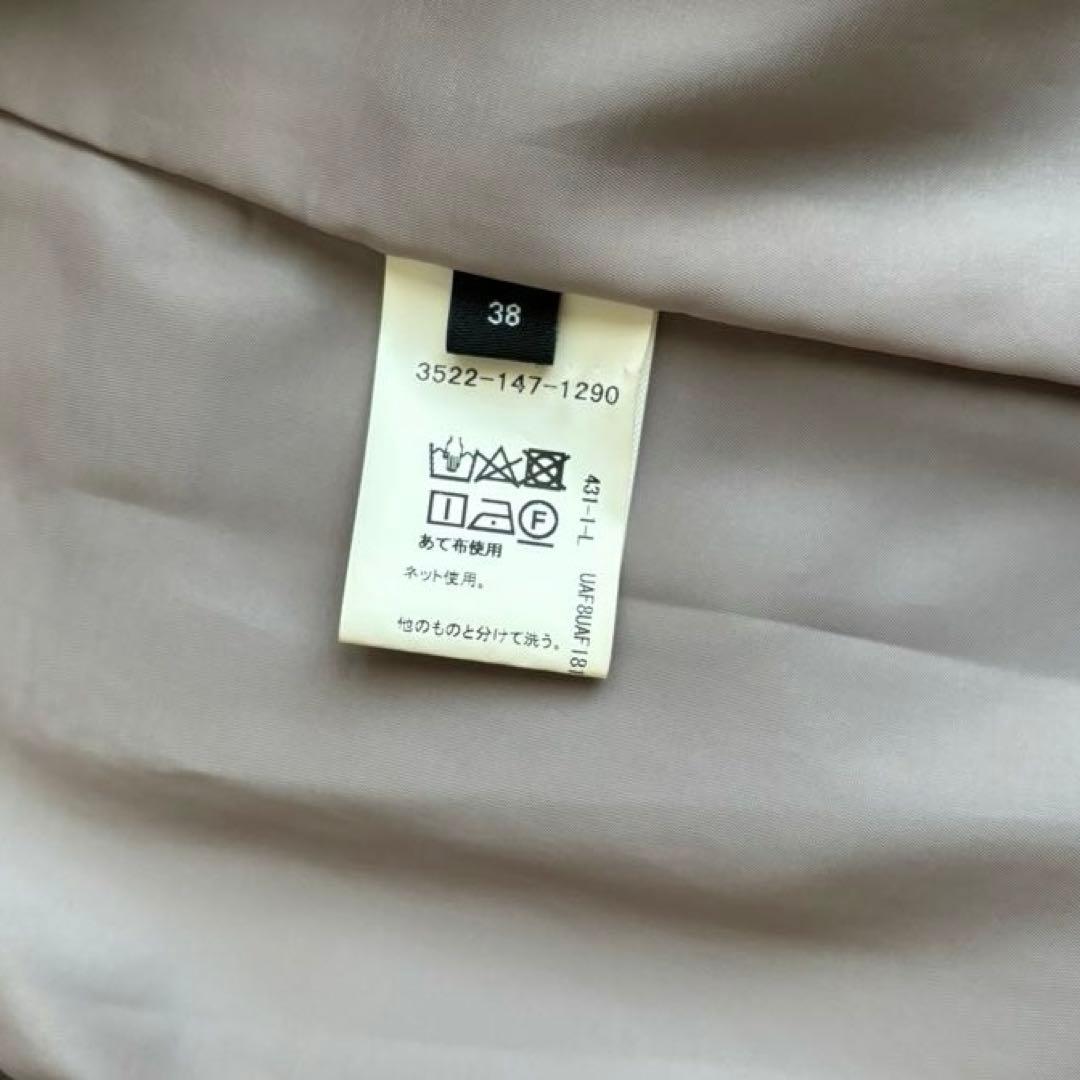 38
3522-147-1290
F
あて布使用
ネット使用。
他のものと分けて洗う。
431-1-L UAF8UAF181